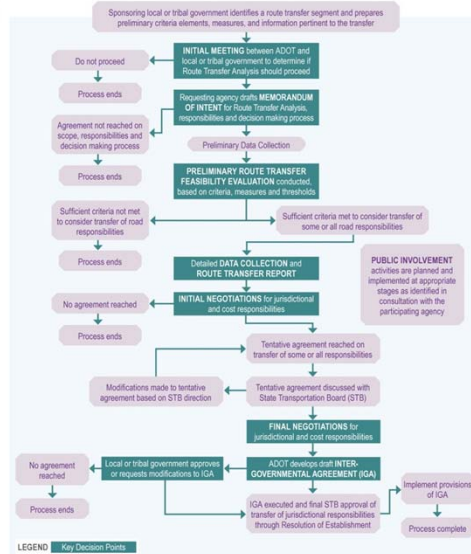 Sponsoring local or tribal government identifies a route transfer segment and prepares
preliminary criteria elements, measures, and information pertinent to the transfer
INITIAL MEETING between ADOT and
local or tribal government to determine if
Route Transfer Analysis should proceed
Do not proceed
Process ends
Requesting agency drafts MEMORANDUM
OF INTENT for Route Transfer Analysis,
responsibilities and decision making process
Agreement not reached on
scope, responsibilities and
decision making process
Process ends
Preliminary Data Collection
PRELIMINARY ROUTE TRANSFER
FEASIBILITY EVALUATION conducted,
based on criteria, measures and thresholds
Sufficient criteria not met
to consider transfer of road
responsibilities
Process ends
Sufficient criteria met to consider transfer of
some or all road responsibilities
Detailed DATA COLLECTION and
ROUTE TRANSFER REPORT
PUBLIC INVOLVEMENT
activities are planned and
implemented at appropriate
stages as identified in
consultation with the
participating agency
INITIAL NEGOTIATIONS for jurisdictional
and cost responsibilities
No agreement reached
Process ends
Tentative agreement reached on
transfer of some or all responsibilities
Modifications made to tentative
agreement based on STB direction
Tentative agreement discussed with
State Transportation Board (STB)
FINAL NEGOTIATIONS
for jurisdictional and cost responsibilities
ADOT develops draft INTER-
GOVERNMENTAL AGREEMENT (IGA)
Local or tribal government approves
or requests modifications to IGA
No agreement
reached
Process ends
IGA executed and final STB approval of
transfer of jurisdictional responsibilities
through Resolution of Establishment
Implement provisions
of IGA
Process complete
LEGEND Key Decision Points